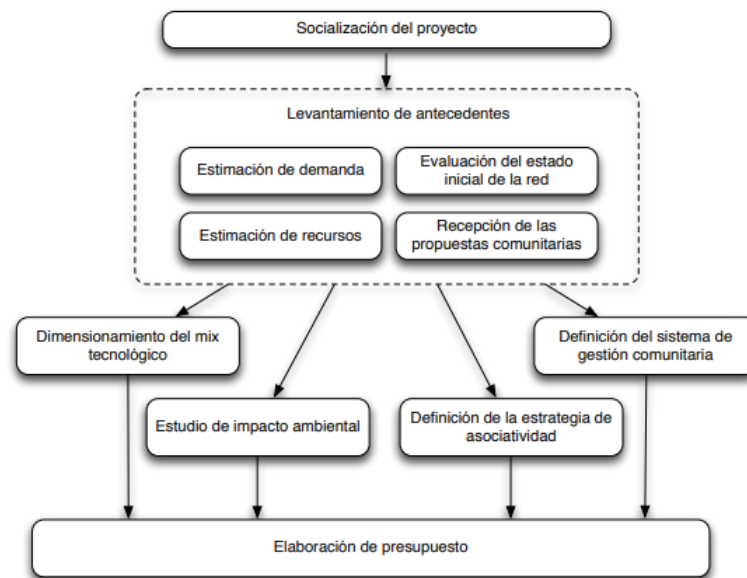 Socialización del proyecto
Levantamiento de antecedentes
Estimación de demanda
Evaluación del estado
inicial de la red
Estimación de recursos
Recepción de las
propuestas comunitarias
Dimensionamiento del mix
tecnológico
Definición del sistema de
gestión comunitaria
Estudio de impacto ambiental
Definición de la estrategia de
asociatividad
Elaboración de presupuesto